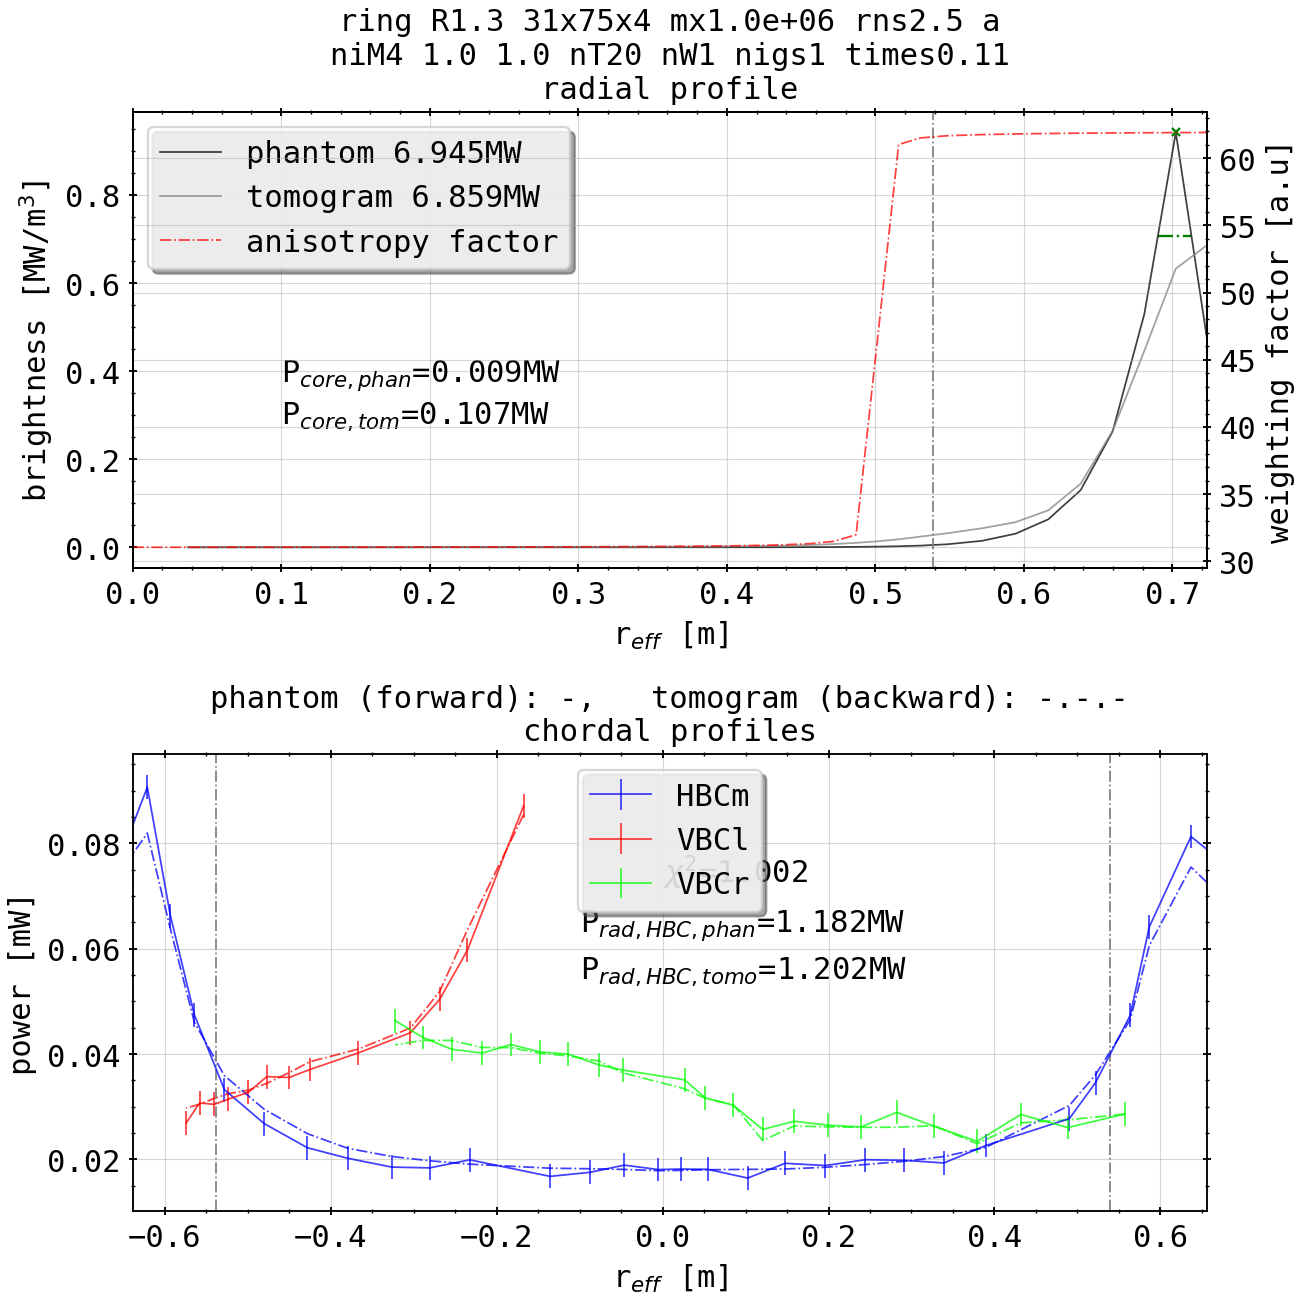 ring R1.3 31x75x4 mx1.0e+06 rns2.5 a
niM4 1.0 1.0 nT20 nW1 nigs1 times0.11
radial profile
phantom 6.945MW
tomogram 6.859MW
anisotropy factor
P_core,phan=0.009MW
P_core,tom=0.107MW
brightness [MW/m³]
0.8
0.6
0.4
0.2
0.0
weighting factor [a.u]
60
55
50
45
40
35
30
0.0 0.1 0.2 0.3 0.4 0.5 0.6 0.7
r_eff [m]
phantom (forward): -,   tomogram (backward): -.-.-
chordal profiles
HBCm
VBCl
VBCr
χ²=1.002
P_rad,HBC,phan=1.182MW
P_rad,HBC,tomo=1.202MW
power [mW]
0.08
0.06
0.04
0.02
−0.6 −0.4 −0.2 0.0 0.2 0.4 0.6
r_eff [m]